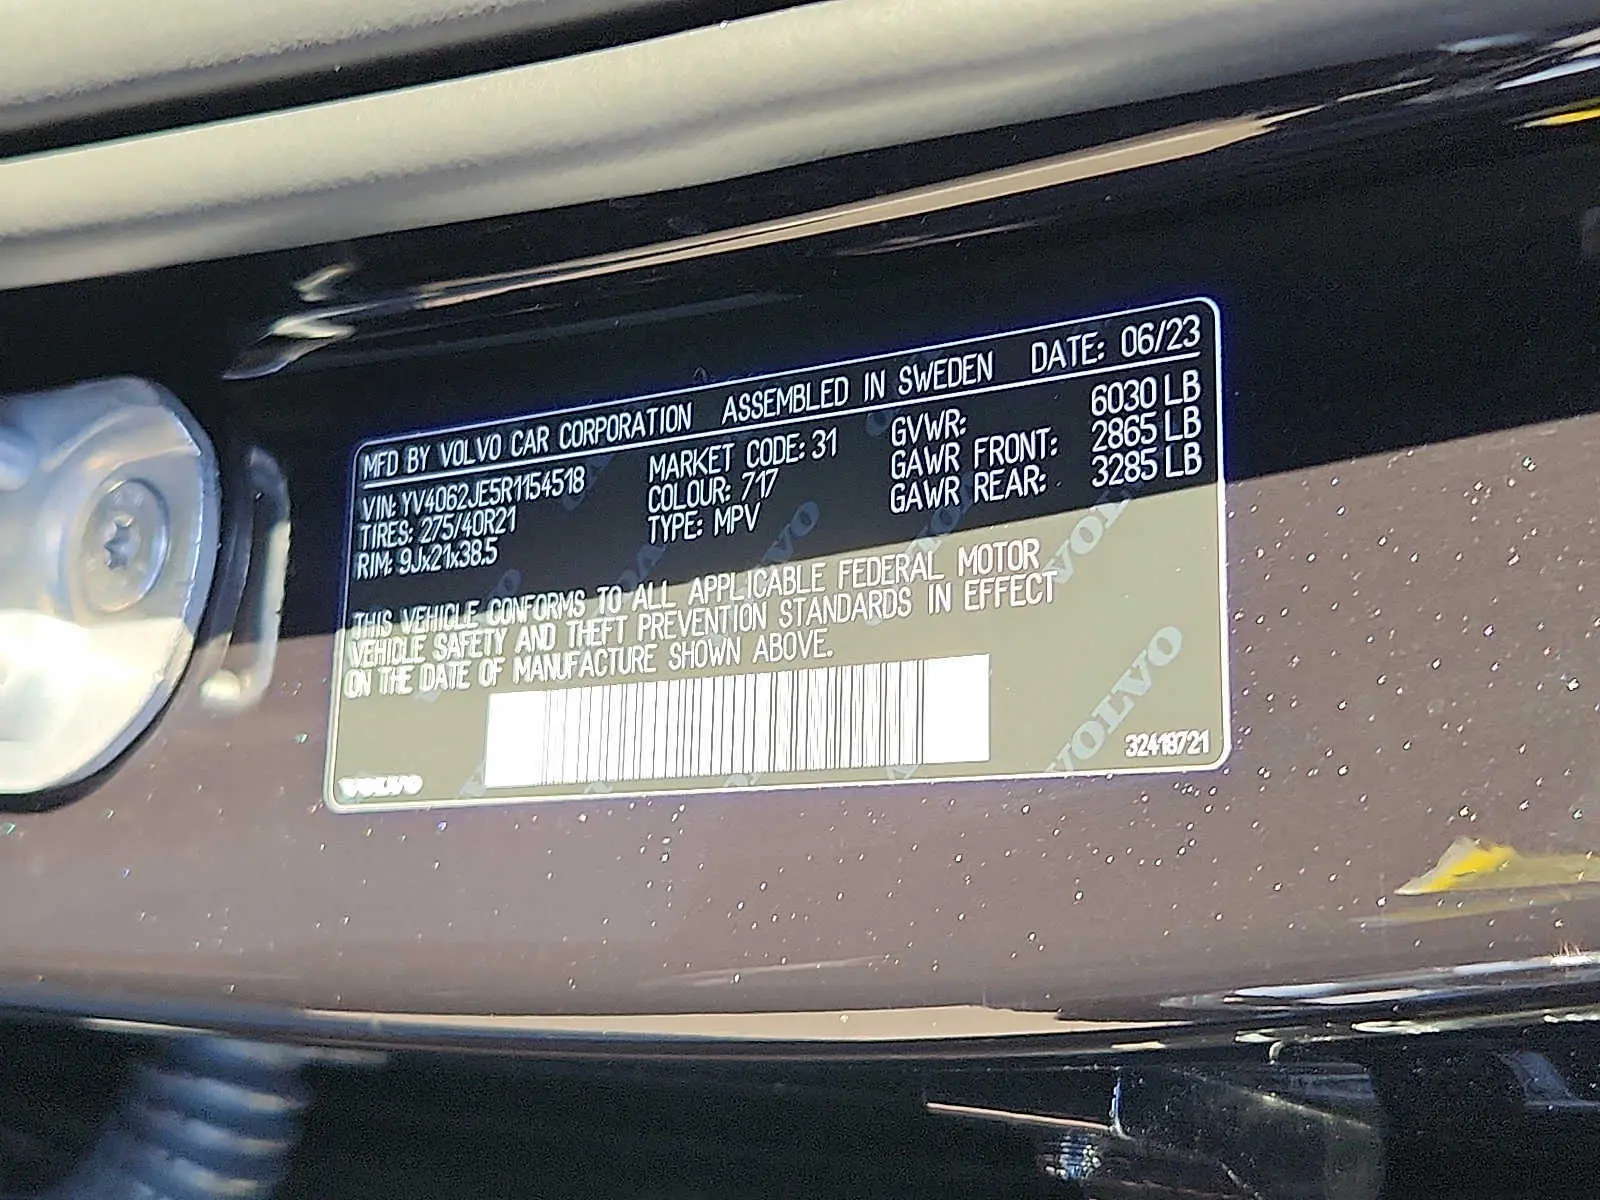 MFD BY VOLVO CAR CORPORATION ASSEMBLED IN SWEDEN DATE: 06/23
VIN: YV4062JE5R1154518 MARKET CODE: 31 GVWR: 6030 LB
TIRES: 275/40R21 COLOUR: 717 GAWR FRONT: 2865 LB
RIM: 9Jx21x38.5 TYPE: MPV GAWR REAR: 3285 LB
THIS VEHICLE CONFORMS TO ALL APPLICABLE FEDERAL MOTOR
VEHICLE SAFETY AND THEFT PREVENTION STANDARDS IN EFFECT
ON THE DATE OF MANUFACTURE SHOWN ABOVE.
VOLVO 32419721